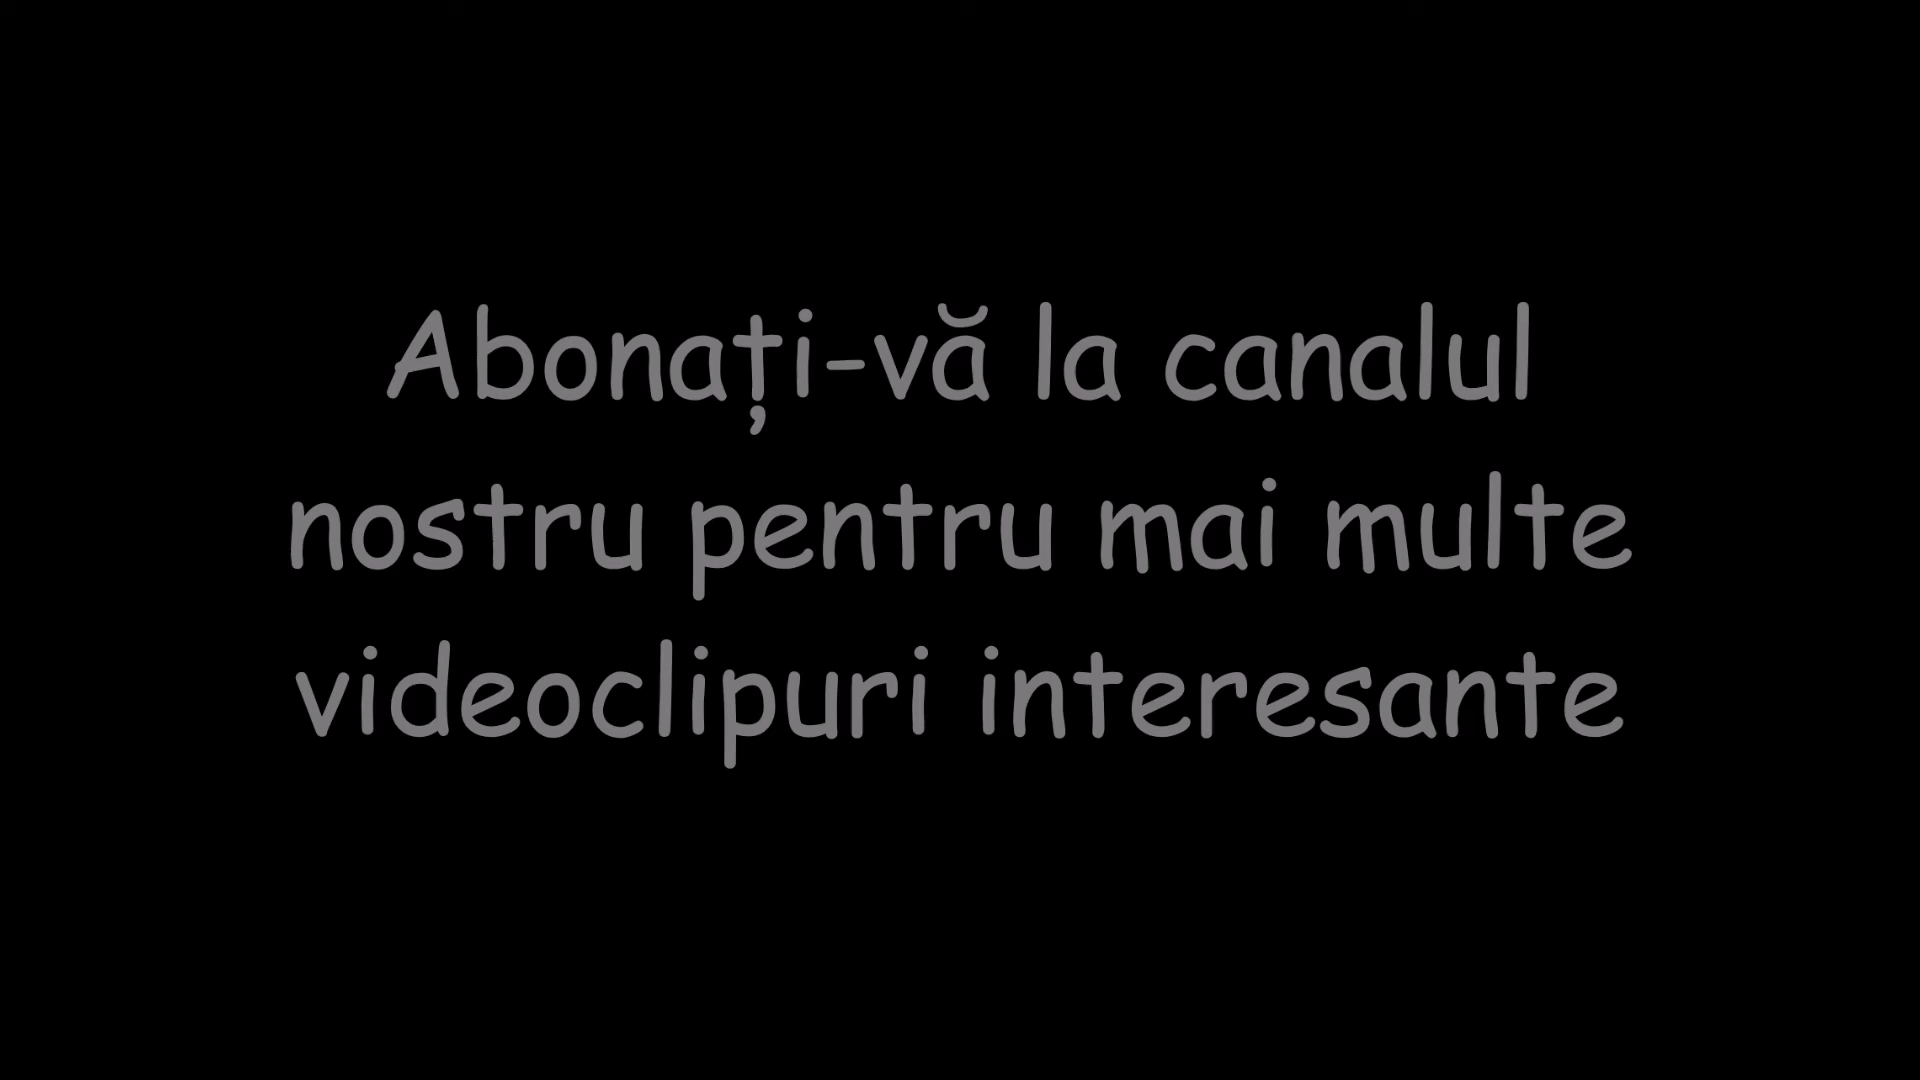 Abonați-vă la canalul
nostru pentru mai multe
videoclipuri interesante